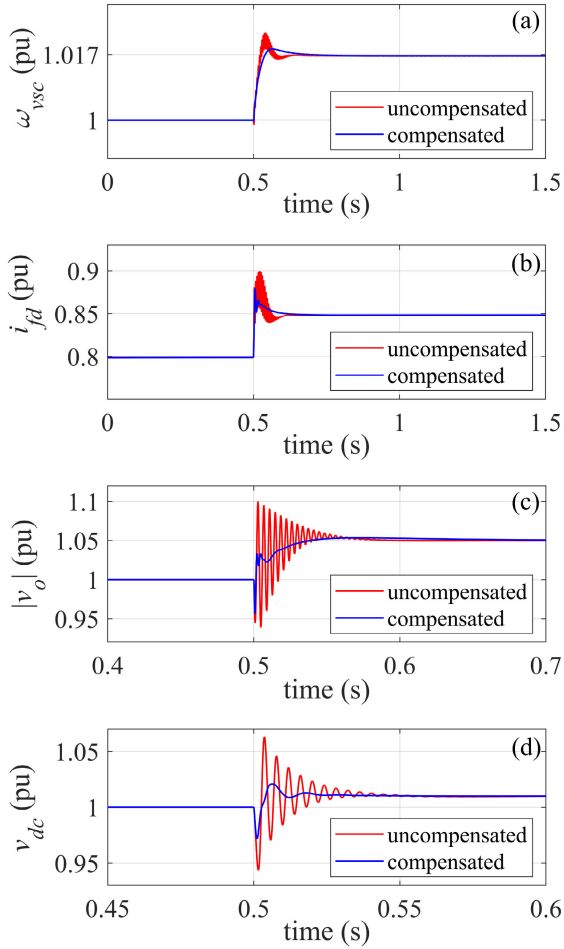 (a)
ω_vsc (pu)
1.017
1
uncompensated
compensated
0 0.5 1 1.5
time (s)
(b)
i_fd (pu)
0.9
0.85
0.8
uncompensated
compensated
0 0.5 1 1.5
time (s)
(c)
|v_o| (pu)
1.1
1.05
1
0.95
uncompensated
compensated
0.4 0.5 0.6 0.7
time (s)
(d)
v_dc (pu)
1.05
1
0.95
uncompensated
compensated
0.45 0.5 0.55 0.6
time (s)